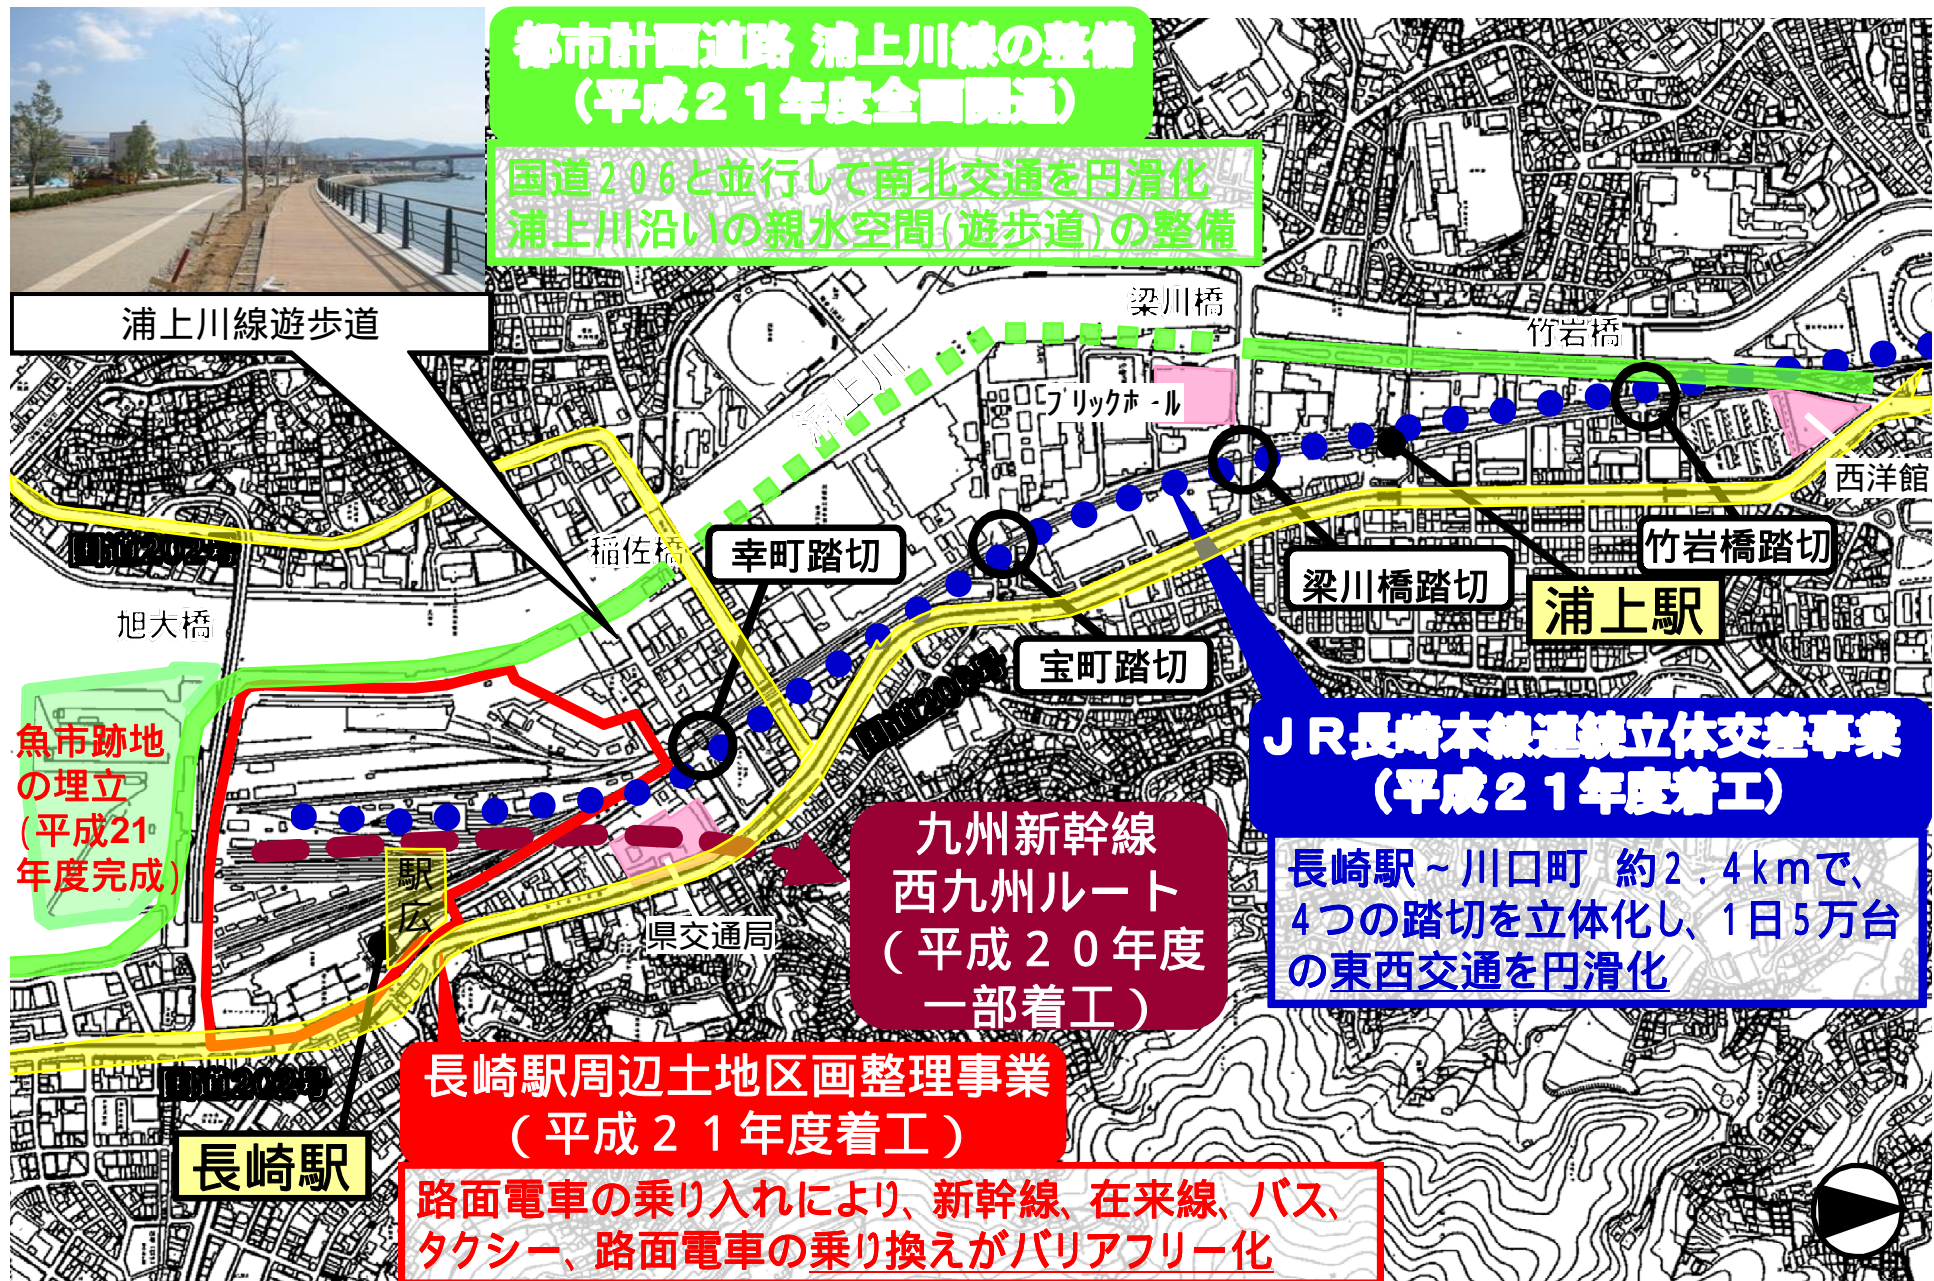 都市計画道路 浦上川線の整備
（平成２１年度全面開通）
国道206と並行して南北交通を円滑化
浦上川沿いの親水空間(遊歩道)の整備
浦上川線遊歩道
梁川橋
竹岩橋
浦上川
ブリックホール
西洋館
国道202号
稲佐橋
幸町踏切
竹岩橋踏切
梁川橋踏切
浦上駅
旭大橋
宝町踏切
国道206号
魚市跡地
の埋立
(平成21
年度完成)
ＪＲ長崎本線連続立体交差事業
（平成２１年度着工）
九州新幹線
西九州ルート
（平成２０年度
一部着工）
長崎駅～川口町 約2.4kmで、
4つの踏切を立体化し、1日5万台
の東西交通を円滑化
駅
広
県交通局
国道202号
長崎駅周辺土地区画整理事業
（平成２１年度着工）
長崎駅
路面電車の乗り入れにより、新幹線、在来線、バス、
タクシー、路面電車の乗り換えがバリアフリー化